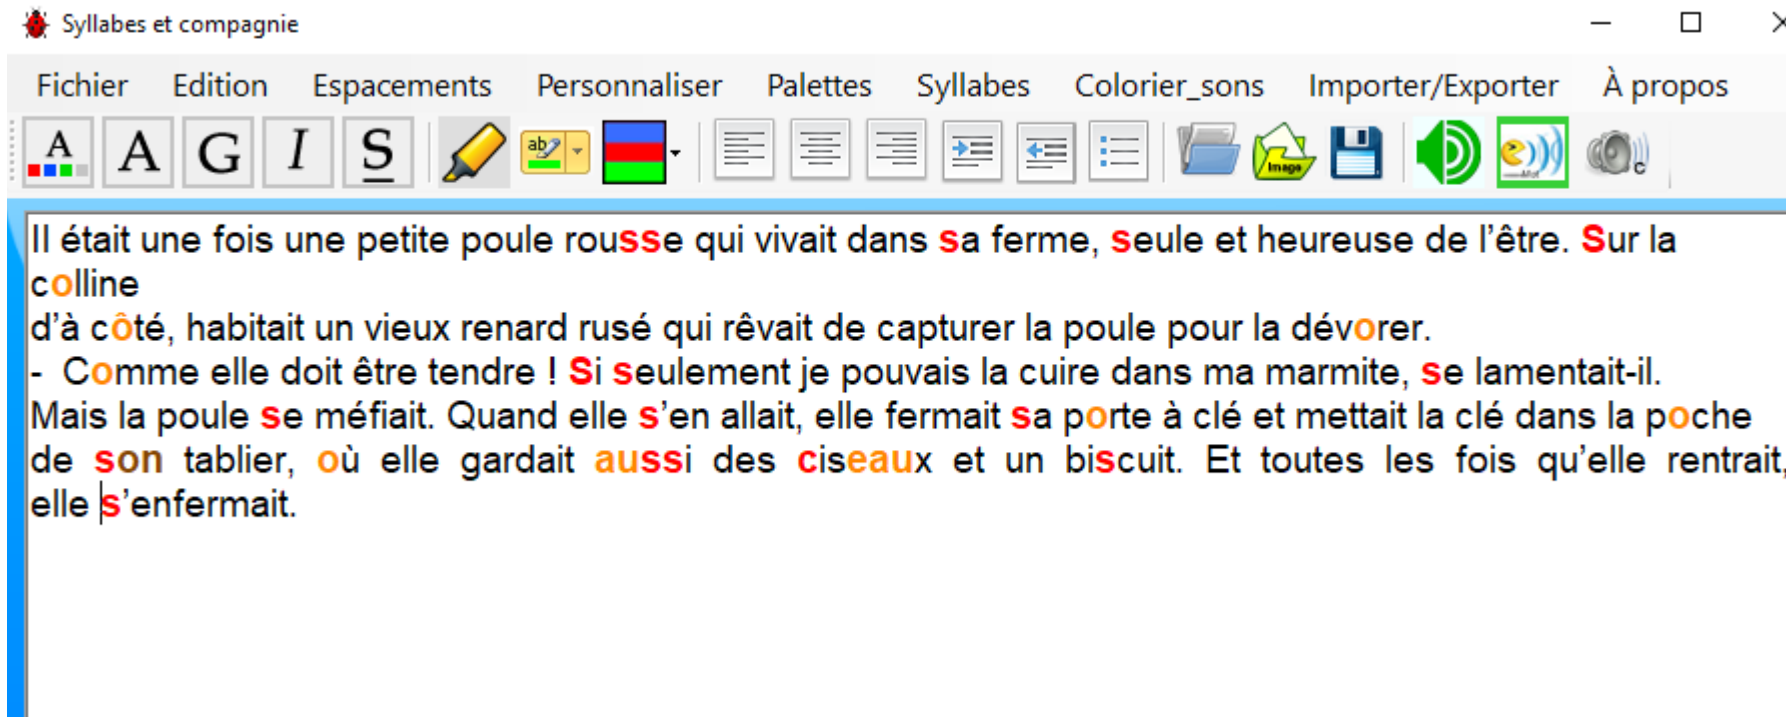 Syllabes et compagnie
Fichier Edition Espacements Personnaliser Palettes Syllabes Colorier_sons Importer/Exporter À propos
A A G I S ab Image Mot c
Il était une fois une petite poule rousse qui vivait dans sa ferme, seule et heureuse de l’être. Sur la
colline
d’à côté, habitait un vieux renard rusé qui rêvait de capturer la poule pour la dévorer.
- Comme elle doit être tendre ! Si seulement je pouvais la cuire dans ma marmite, se lamentait-il.
Mais la poule se méfiait. Quand elle s’en allait, elle fermait sa porte à clé et mettait la clé dans la poche
de son tablier, où elle gardait aussi des ciseaux et un biscuit. Et toutes les fois qu’elle rentrait,
elle s’enfermait.